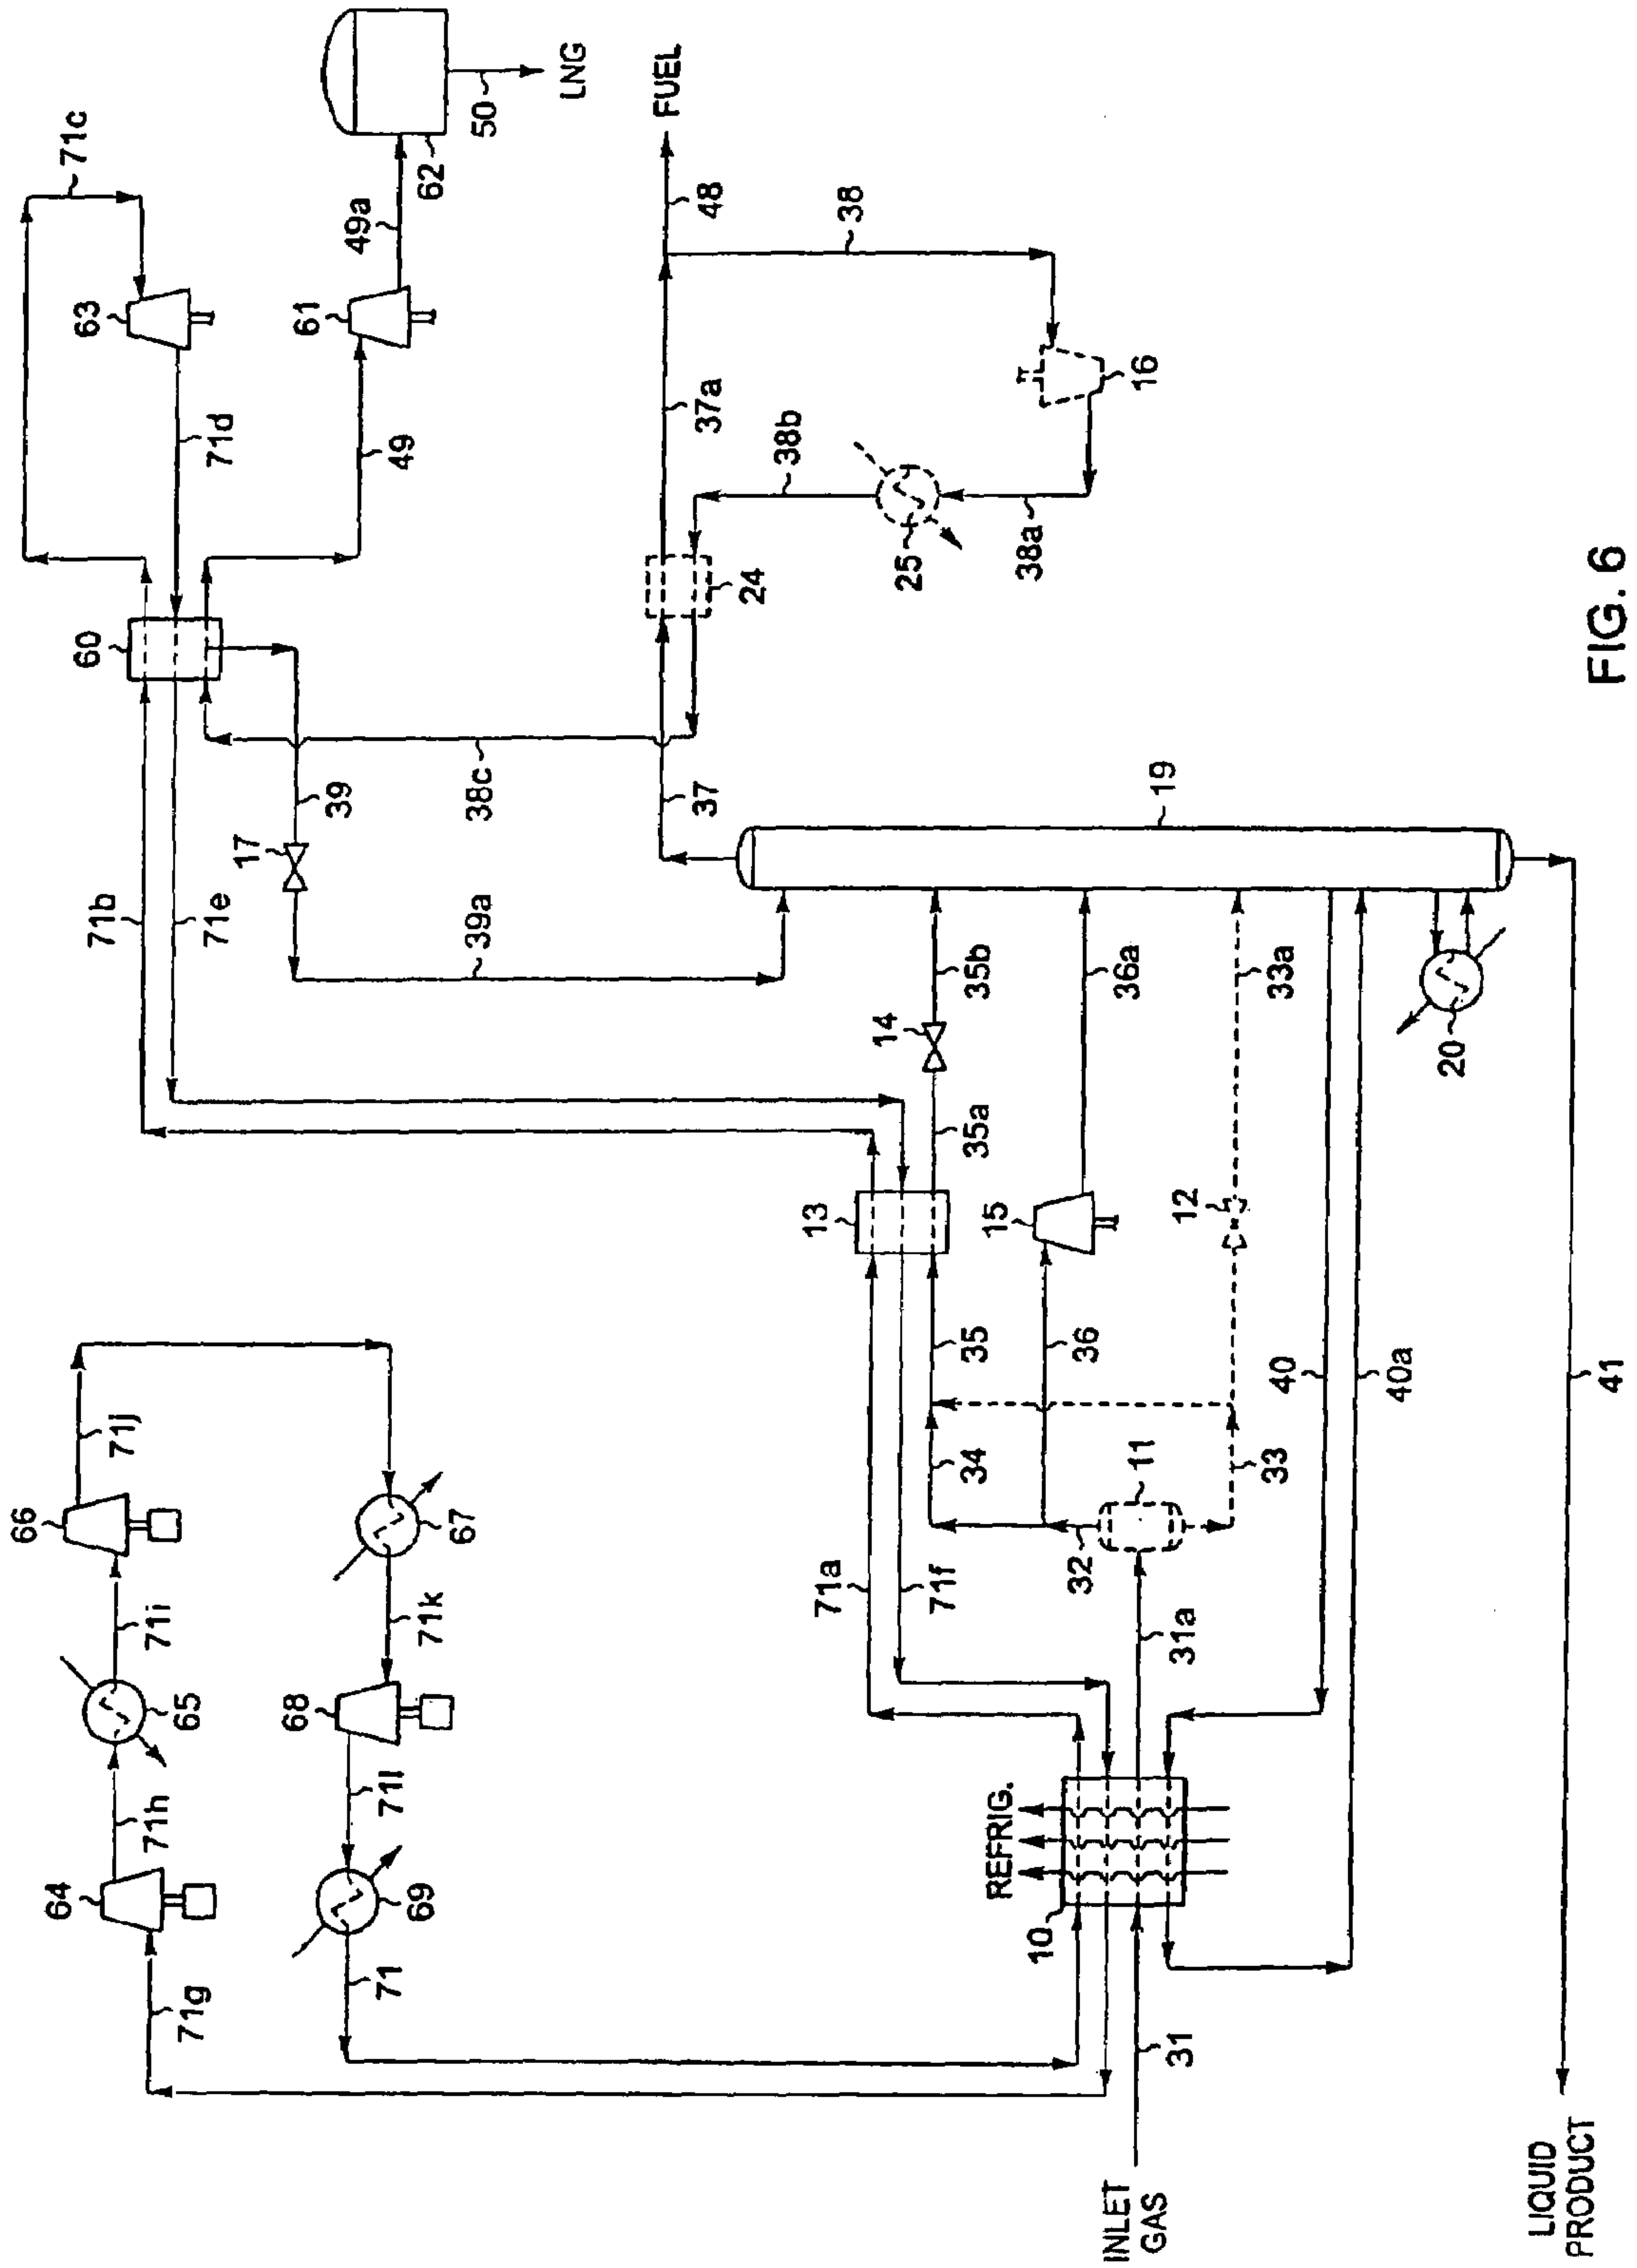 66
71j
64
71h
65
71i
71g
68
71l
71k
67
69
71
71b
71e
60
71d
63
71c
17
39
49
61
49a
62
50
LNG
39a
38c
37
37a
48
FUEL
38
24
38b
25
38a
16
13
14
35a
35b
19
71a
71f
34
35
15
36
36a
32
11
33
12
33a
REFRIG.
10
31a
40
40a
20
INLET
GAS
31
41
LIQUID
PRODUCT
FIG. 6